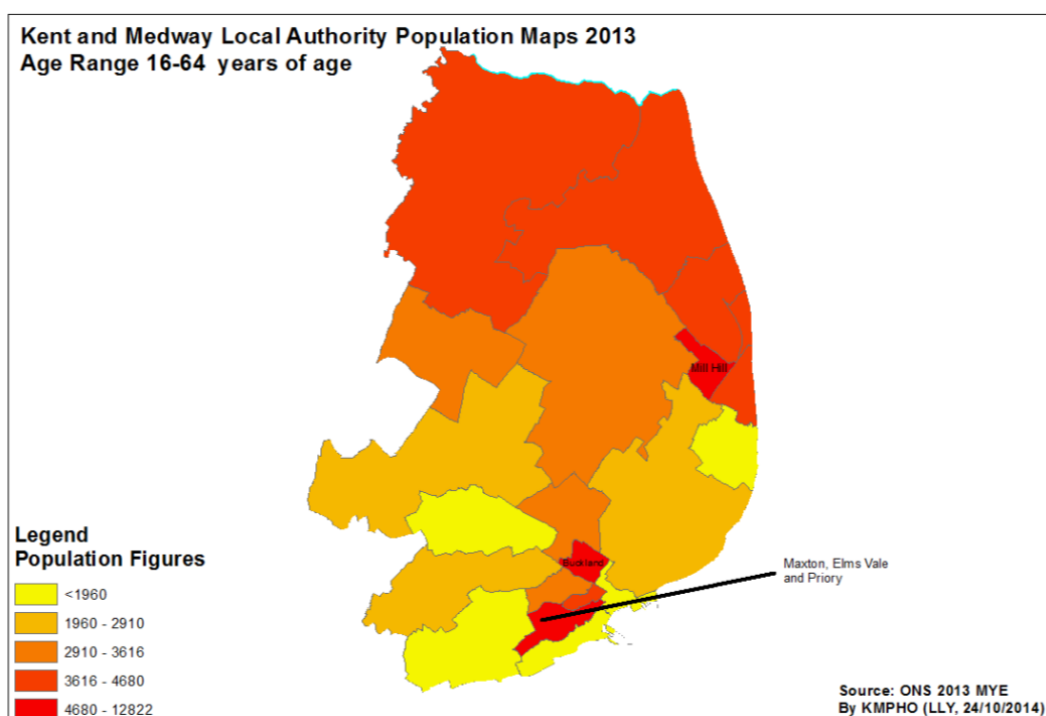 Kent and Medway Local Authority Population Maps 2013
Age Range 16-64 years of age
Mill Hill
Buckland
Maxton, Elms Vale
and Priory
Legend
Population Figures
<1960
1960 - 2910
2910 - 3616
3616 - 4680
4680 - 12822
Source: ONS 2013 MYE
By KMPHO (LLY, 24/10/2014)